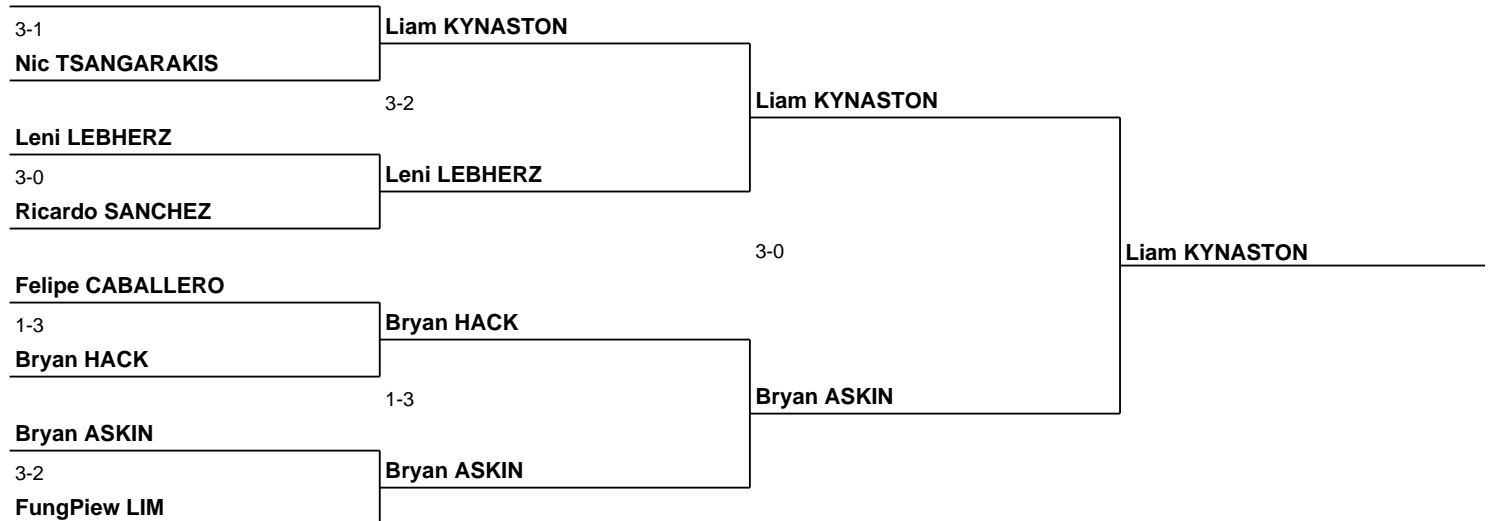 3-1
Liam KYNASTON
Nic TSANGARAKIS
3-2
Liam KYNASTON
Leni LEBHERZ
3-0
Leni LEBHERZ
Ricardo SANCHEZ
3-0
Liam KYNASTON
Felipe CABALLERO
1-3
Bryan HACK
Bryan HACK
1-3
Bryan ASKIN
Bryan ASKIN
3-2
Bryan ASKIN
FungPiew LIM